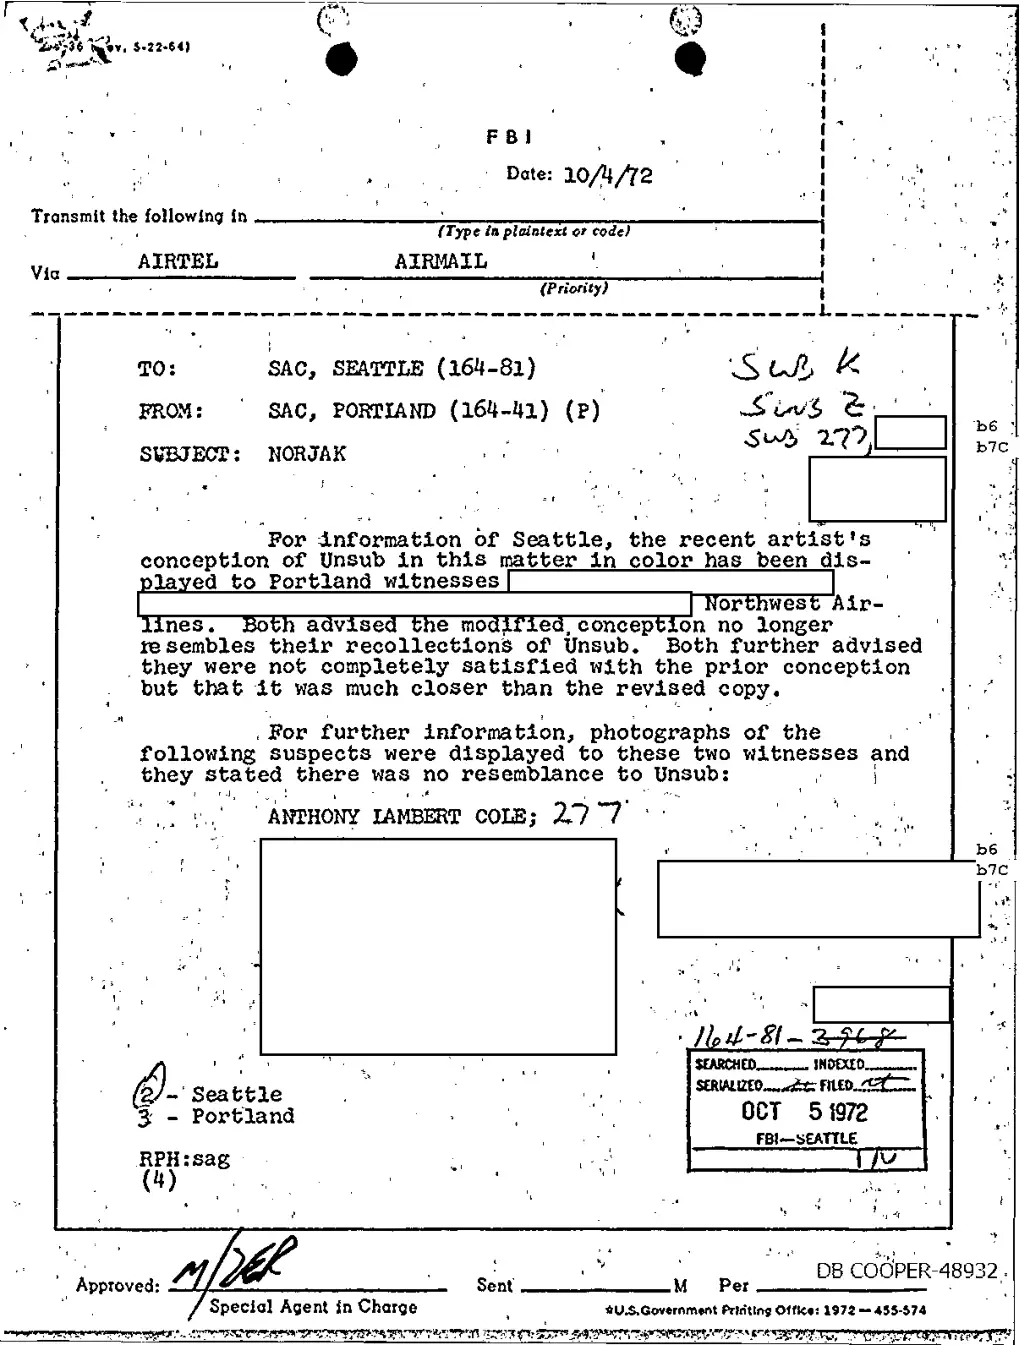 36 (Rev. 5-22-64)
FBI
Date: 10/4/72
Transmit the following in
(Type in plaintext or code)
Via AIRTEL AIRMAIL
(Priority)
TO: SAC, SEATTLE (164-81)
FROM: SAC, PORTLAND (164-41) (P)
SUBJECT: NORJAK
SUB K
SUB Z
SUB 277,
b6
b7C
For information of Seattle, the recent artist's
conception of Unsub in this matter in color has been dis-
played to Portland witnesses
Northwest Air-
lines. Both advised the modified conception no longer
resembles their recollections of Unsub. Both further advised
they were not completely satisfied with the prior conception
but that it was much closer than the revised copy.
For further information, photographs of the
following suspects were displayed to these two witnesses and
they stated there was no resemblance to Unsub:
ANTHONY LAMBERT COLE; 277
b6
b7C
164-81-3968
SEARCHED INDEXED
SERIALIZED FILED
OCT 5 1972
FBI—SEATTLE
2 - Seattle
3 - Portland
RPH:sag
(4)
DB COOPER-48932
Approved: Sent M Per
Special Agent in Charge
☆U.S.Government Printing Office: 1972 — 455-574